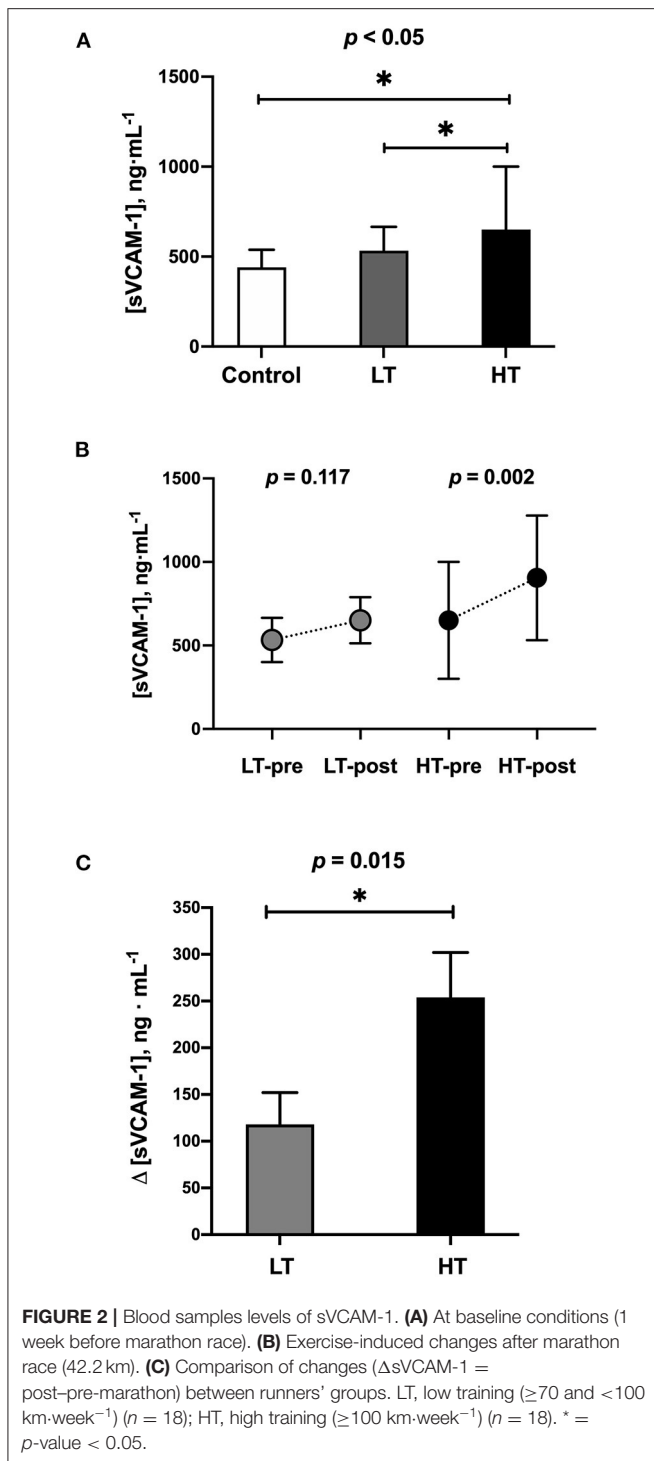 A
p < 0.05
*
*
[sVCAM-1], ng·mL⁻¹
1500
1000
500
0
Control LT HT
B
p = 0.117 p = 0.002
[sVCAM-1], ng·mL⁻¹
1500
1000
500
0
LT-pre LT-post HT-pre HT-post
C
p = 0.015
*
Δ [sVCAM-1], ng · mL⁻¹
350
300
250
200
150
100
50
0
LT HT
FIGURE 2 | Blood samples levels of sVCAM-1. (A) At baseline conditions (1
week before marathon race). (B) Exercise-induced changes after marathon
race (42.2 km). (C) Comparison of changes (ΔsVCAM-1 =
post–pre-marathon) between runners' groups. LT, low training (≥70 and <100
km·week⁻¹) (n = 18); HT, high training (≥100 km·week⁻¹) (n = 18). * =
p-value < 0.05.